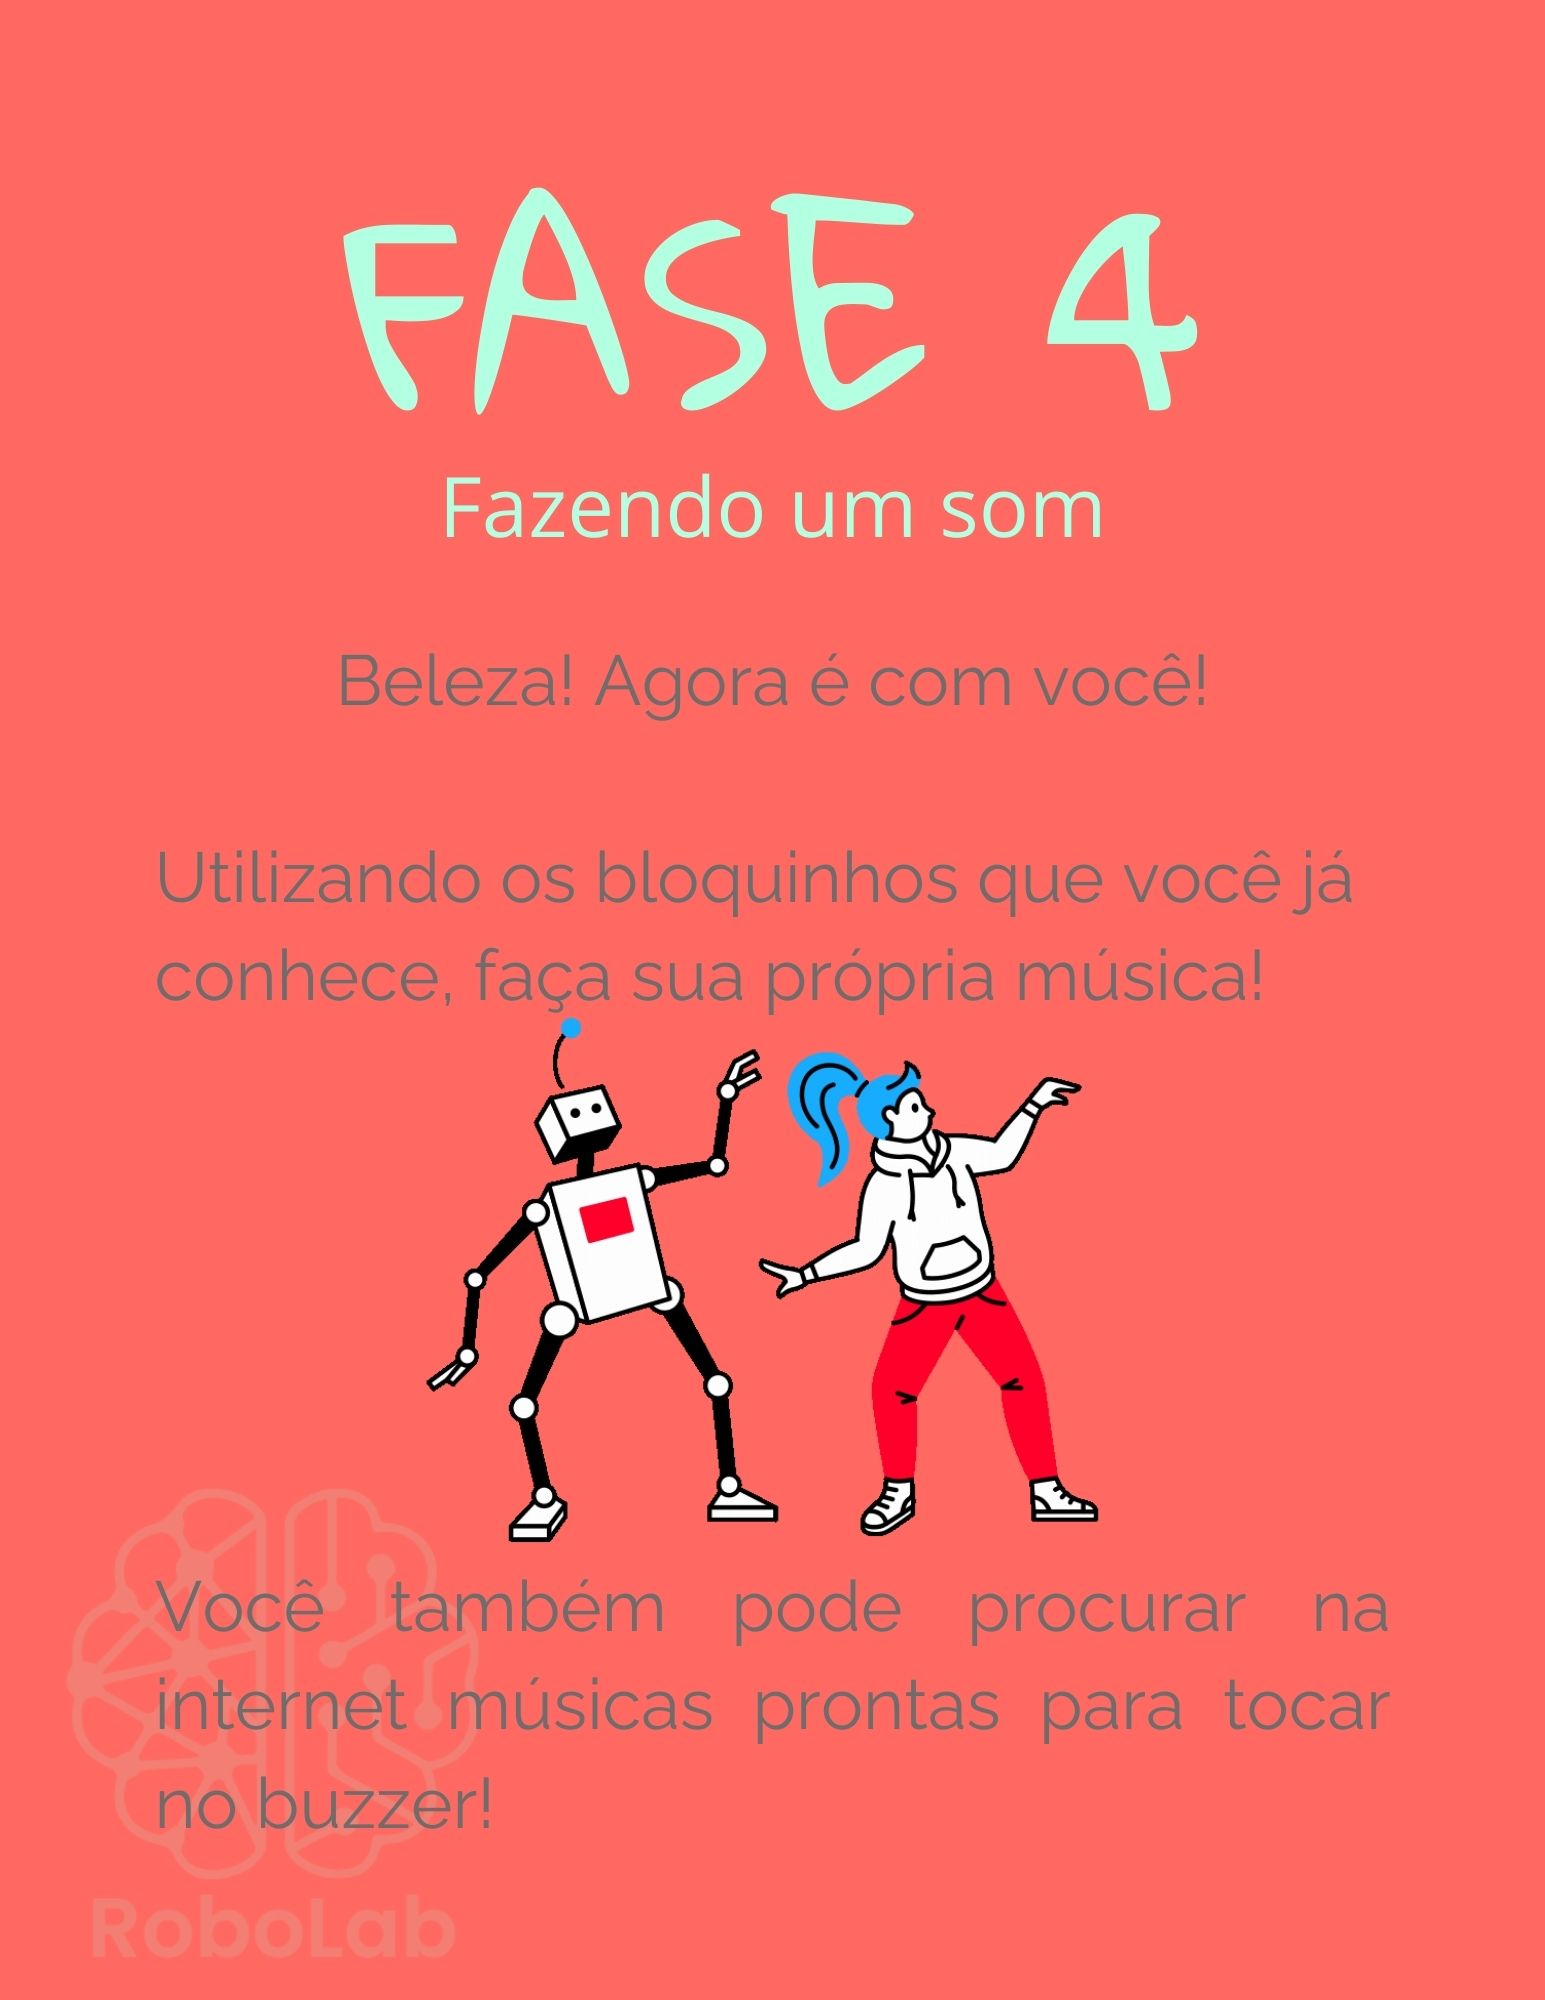 FASE 4
Fazendo um som
Beleza! Agora é com você!
Utilizando os bloquinhos que você já
conhece, faça sua própria música!
Você também pode procurar na
internet músicas prontas para tocar
no buzzer!
RoboLab